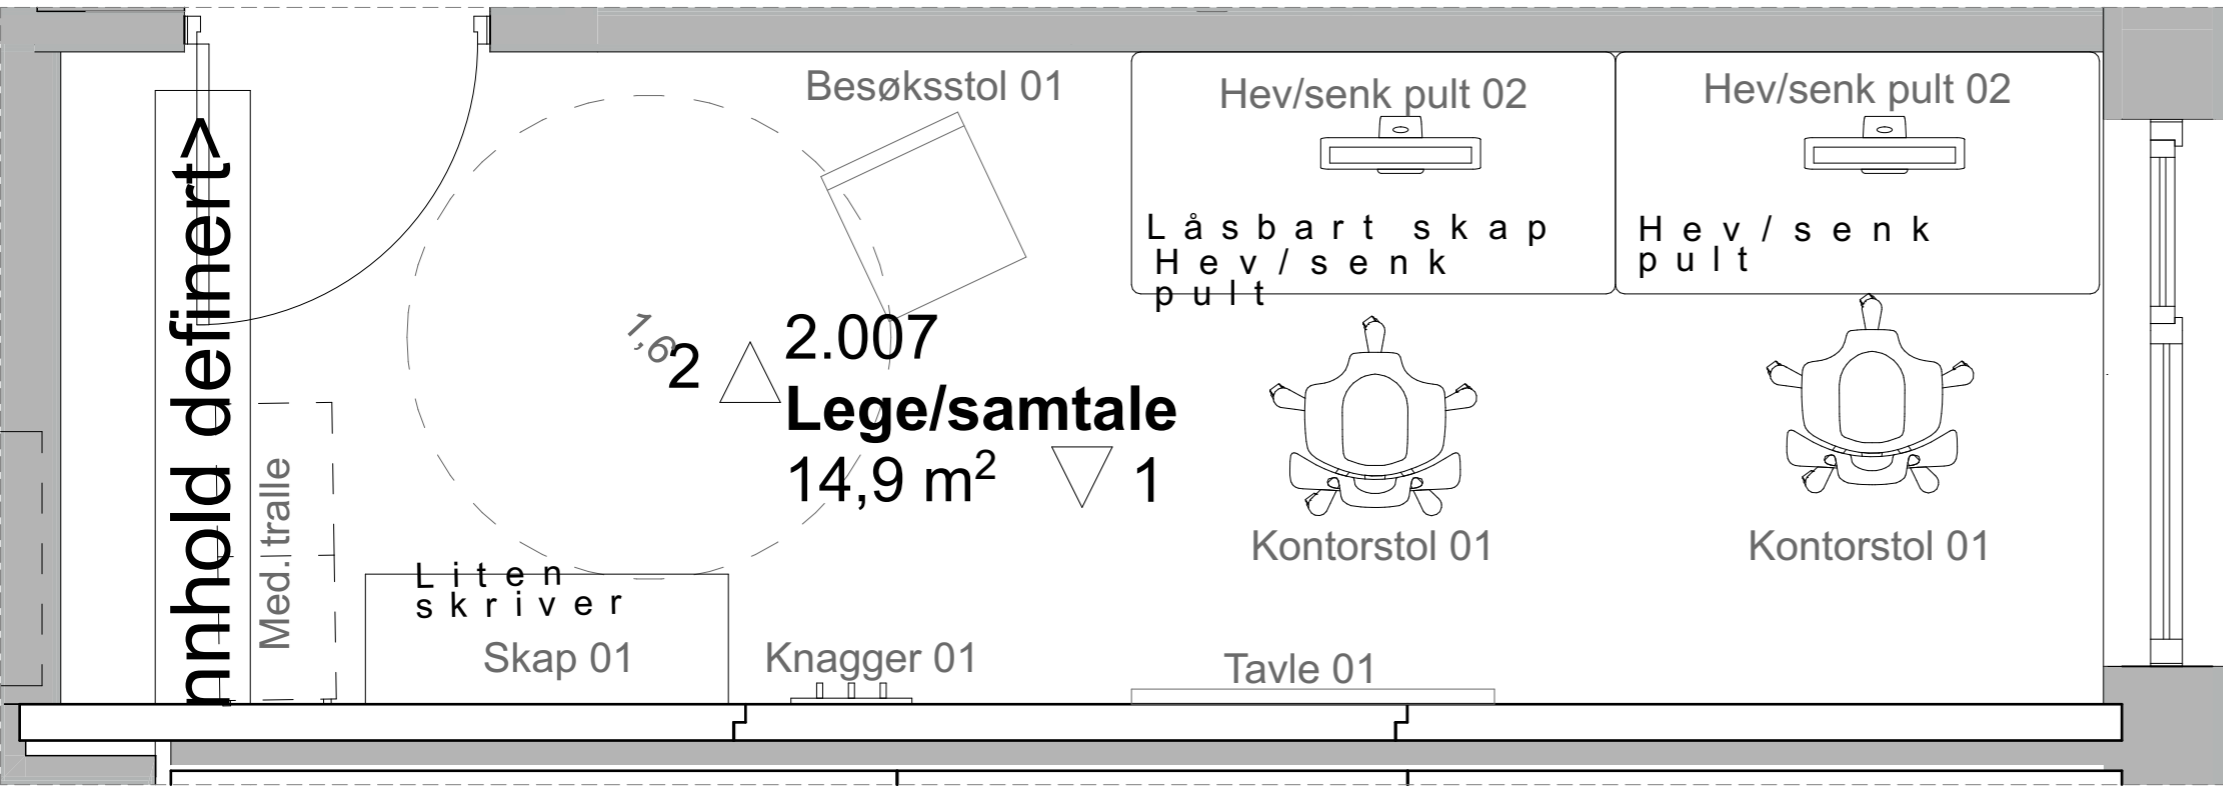 Besøksstol 01
Hev/senk pult 02
Hev/senk pult 02
Låsbart skap
Hev/senk
pult
Hev/senk
pult
nnhold definert>
1,6
2
2.007
Lege/samtale
14,9 m²
1
Med.tralle
Kontorstol 01
Kontorstol 01
Liten
skriver
Skap 01
Knagger 01
Tavle 01